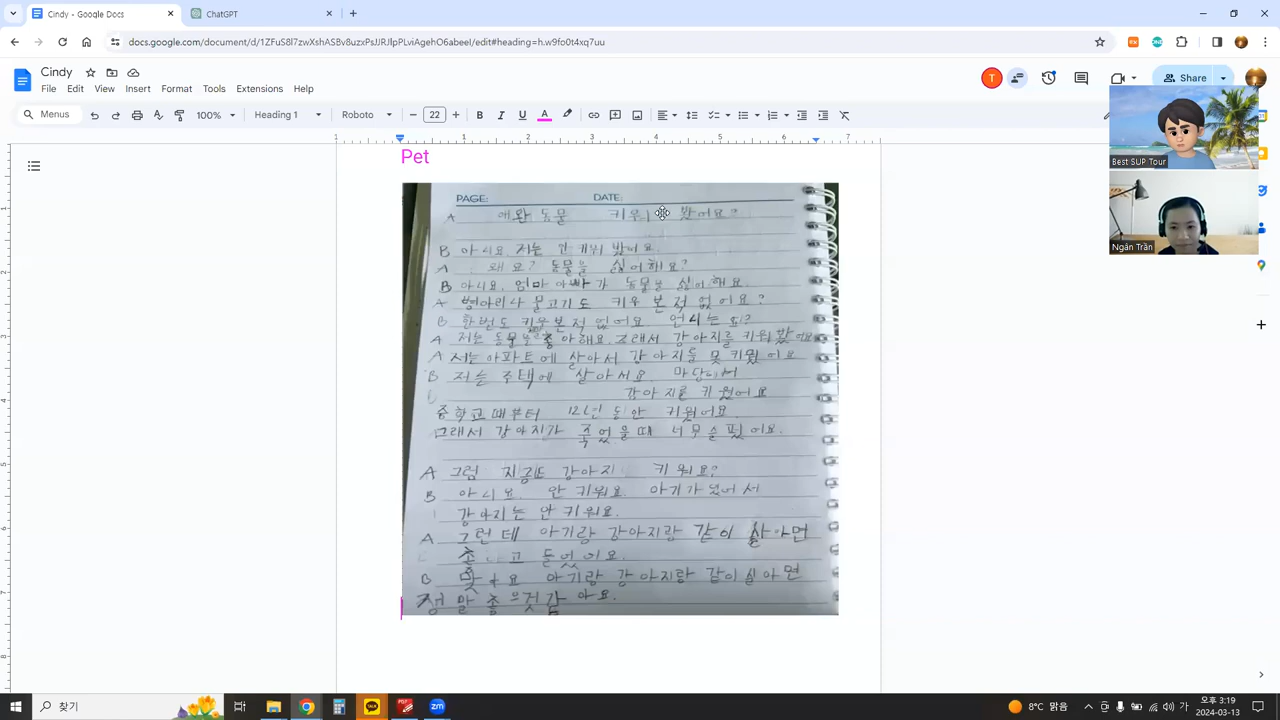 Cindy - Google Docs
ChatGPT
docs.google.com/document/d/1ZFuS8l7zwXshASBv8uzxPsJJRJlpPLviAgehO6abeeI/edit#heading=h.w9fo0t4xq7uu
Cindy
File Edit View Insert Format Tools Extensions Help
Share
Menus 100% Heading 1 Roboto 22
Best SUP Tour
Ngân Trần
Pet
PAGE: DATE:
A 애완 동물 키워 봤어요?
B 아니요 저는 안 키워 봤어요.
A 왜요? 동물을 싫어해요?
B 아니요, 엄마 아빠가 동물을 싫어해요.
A 병아리나 물고기도 키워 본적 없어요?
B 한번도 키워본적 없어요. 언니는요?
A 저는 동물을 좋아해요. 그래서 강아지를 키워봤어요
A 저는 아파트에 살아서 강아지를 못 키웠어요
B 저는 주택에 살아서요. 마당에서
강아지를 키웠어요
중학교때부터 12년 동안 키웠어요.
그래서 강아지가 죽었을때 너무 슬펐어요.
A 그럼 지금도 강아지 키워요?
B 아니요. 안 키워요. 아기가 있어서
강아지는 안 키워요.
A 그런데 아기랑 강아지랑 같이 살아면
고 들었어요.
B 맞아요 아기랑 강아지랑 같이 살아면
정말 좋은것 같아요.
찾기
8°C 맑음
오후 3:19
2024-03-13